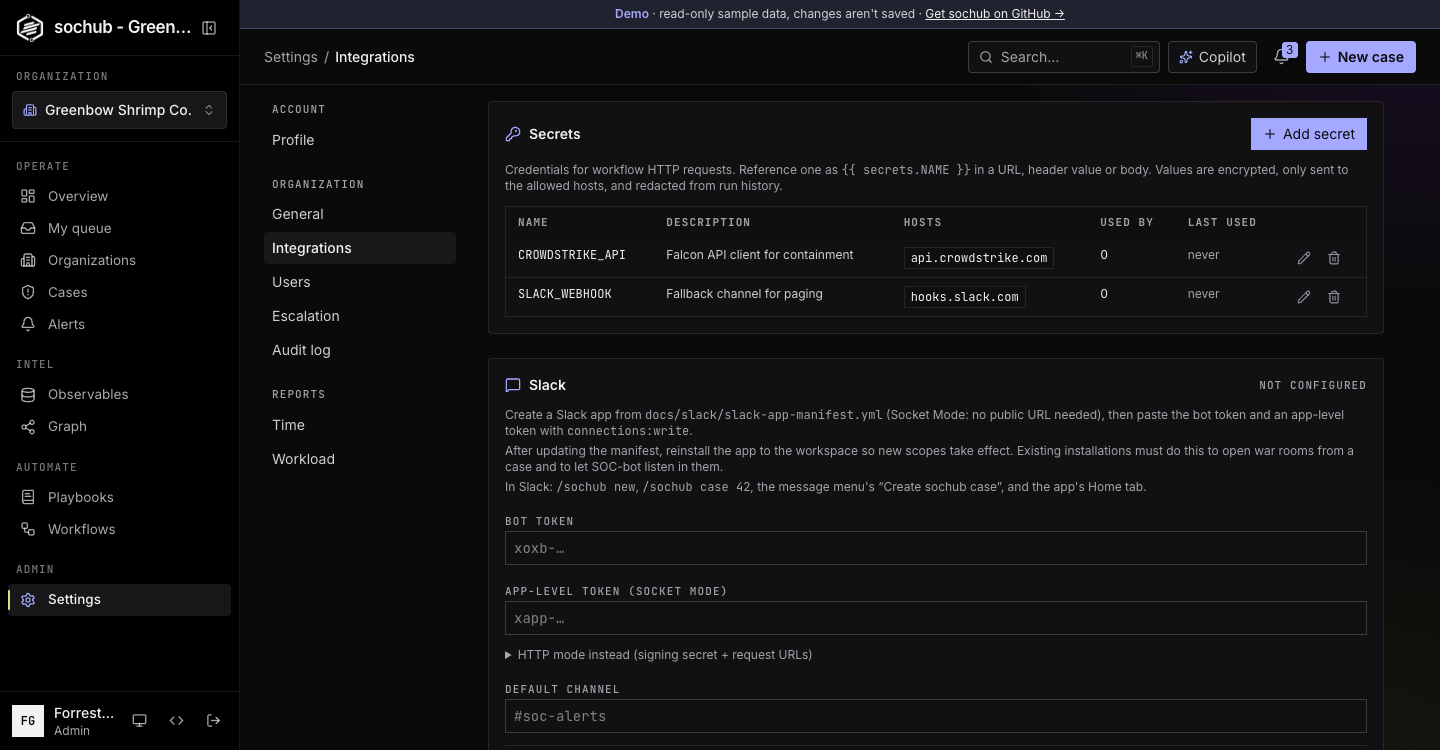 sochub - Green...
ORGANIZATION
Greenbow Shrimp Co.
OPERATE
Overview
My queue
Organizations
Cases
Alerts
INTEL
Observables
Graph
AUTOMATE
Playbooks
Workflows
ADMIN
Settings
FG
Forrest...
Admin
Demo · read-only sample data, changes aren't saved · Get sochub on GitHub →
Settings / Integrations
Search...
⌘K
Copilot
3
+ New case
ACCOUNT
Profile
ORGANIZATION
General
Integrations
Users
Escalation
Audit log
REPORTS
Time
Workload
Secrets
+ Add secret
Credentials for workflow HTTP requests. Reference one as {{ secrets.NAME }} in a URL, header value or body. Values are encrypted, only sent to
the allowed hosts, and redacted from run history.
NAME DESCRIPTION HOSTS USED BY LAST USED
CROWDSTRIKE_API Falcon API client for containment api.crowdstrike.com 0 never
SLACK_WEBHOOK Fallback channel for paging hooks.slack.com 0 never
Slack
NOT CONFIGURED
Create a Slack app from docs/slack/slack-app-manifest.yml (Socket Mode: no public URL needed), then paste the bot token and an app-level
token with connections:write.
After updating the manifest, reinstall the app to the workspace so new scopes take effect. Existing installations must do this to open war rooms from a
case and to let SOC-bot listen in them.
In Slack: /sochub new, /sochub case 42, the message menu's “Create sochub case”, and the app's Home tab.
BOT TOKEN
xoxb-…
APP-LEVEL TOKEN (SOCKET MODE)
xapp-…
HTTP mode instead (signing secret + request URLs)
DEFAULT CHANNEL
#soc-alerts